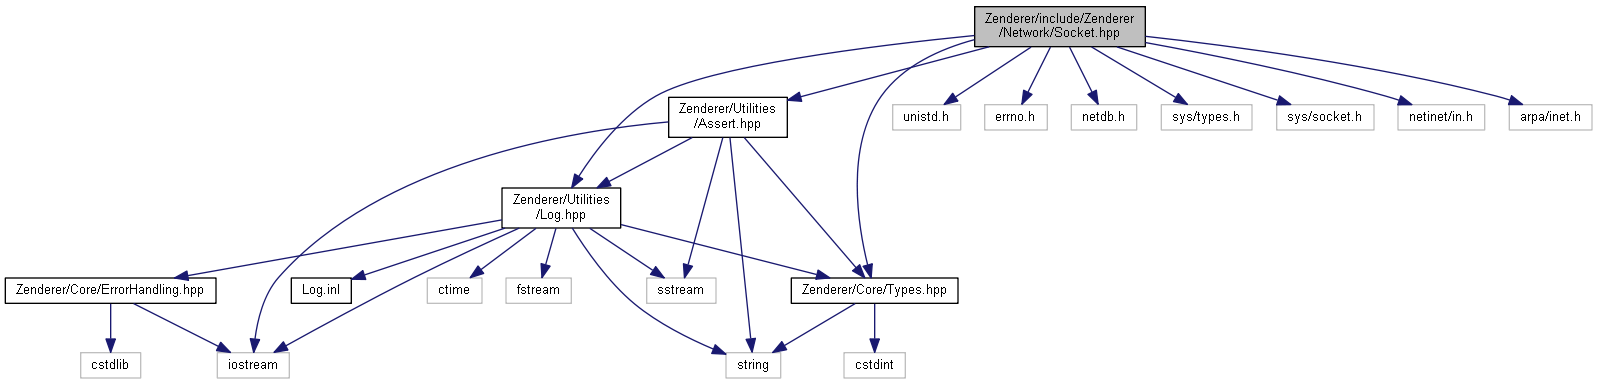 Zenderer/include/Zenderer
/Network/Socket.hpp
Zenderer/Utilities
/Assert.hpp
unistd.h
errno.h
netdb.h
sys/types.h
sys/socket.h
netinet/in.h
arpa/inet.h
Zenderer/Utilities
/Log.hpp
Zenderer/Core/ErrorHandling.hpp
Log.inl
ctime
fstream
sstream
Zenderer/Core/Types.hpp
cstdlib
iostream
string
cstdint